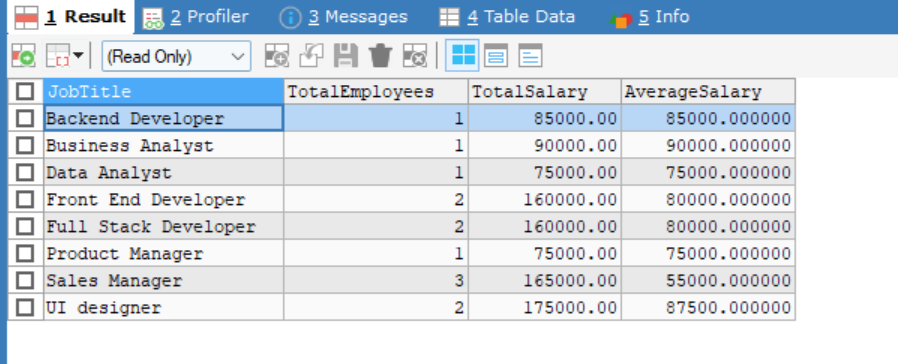 1 Result 2 Profiler 3 Messages 4 Table Data 5 Info
(Read Only)
JobTitle TotalEmployees TotalSalary AverageSalary
Backend Developer 1 85000.00 85000.000000
Business Analyst 1 90000.00 90000.000000
Data Analyst 1 75000.00 75000.000000
Front End Developer 2 160000.00 80000.000000
Full Stack Developer 2 160000.00 80000.000000
Product Manager 1 75000.00 75000.000000
Sales Manager 3 165000.00 55000.000000
UI designer 2 175000.00 87500.000000